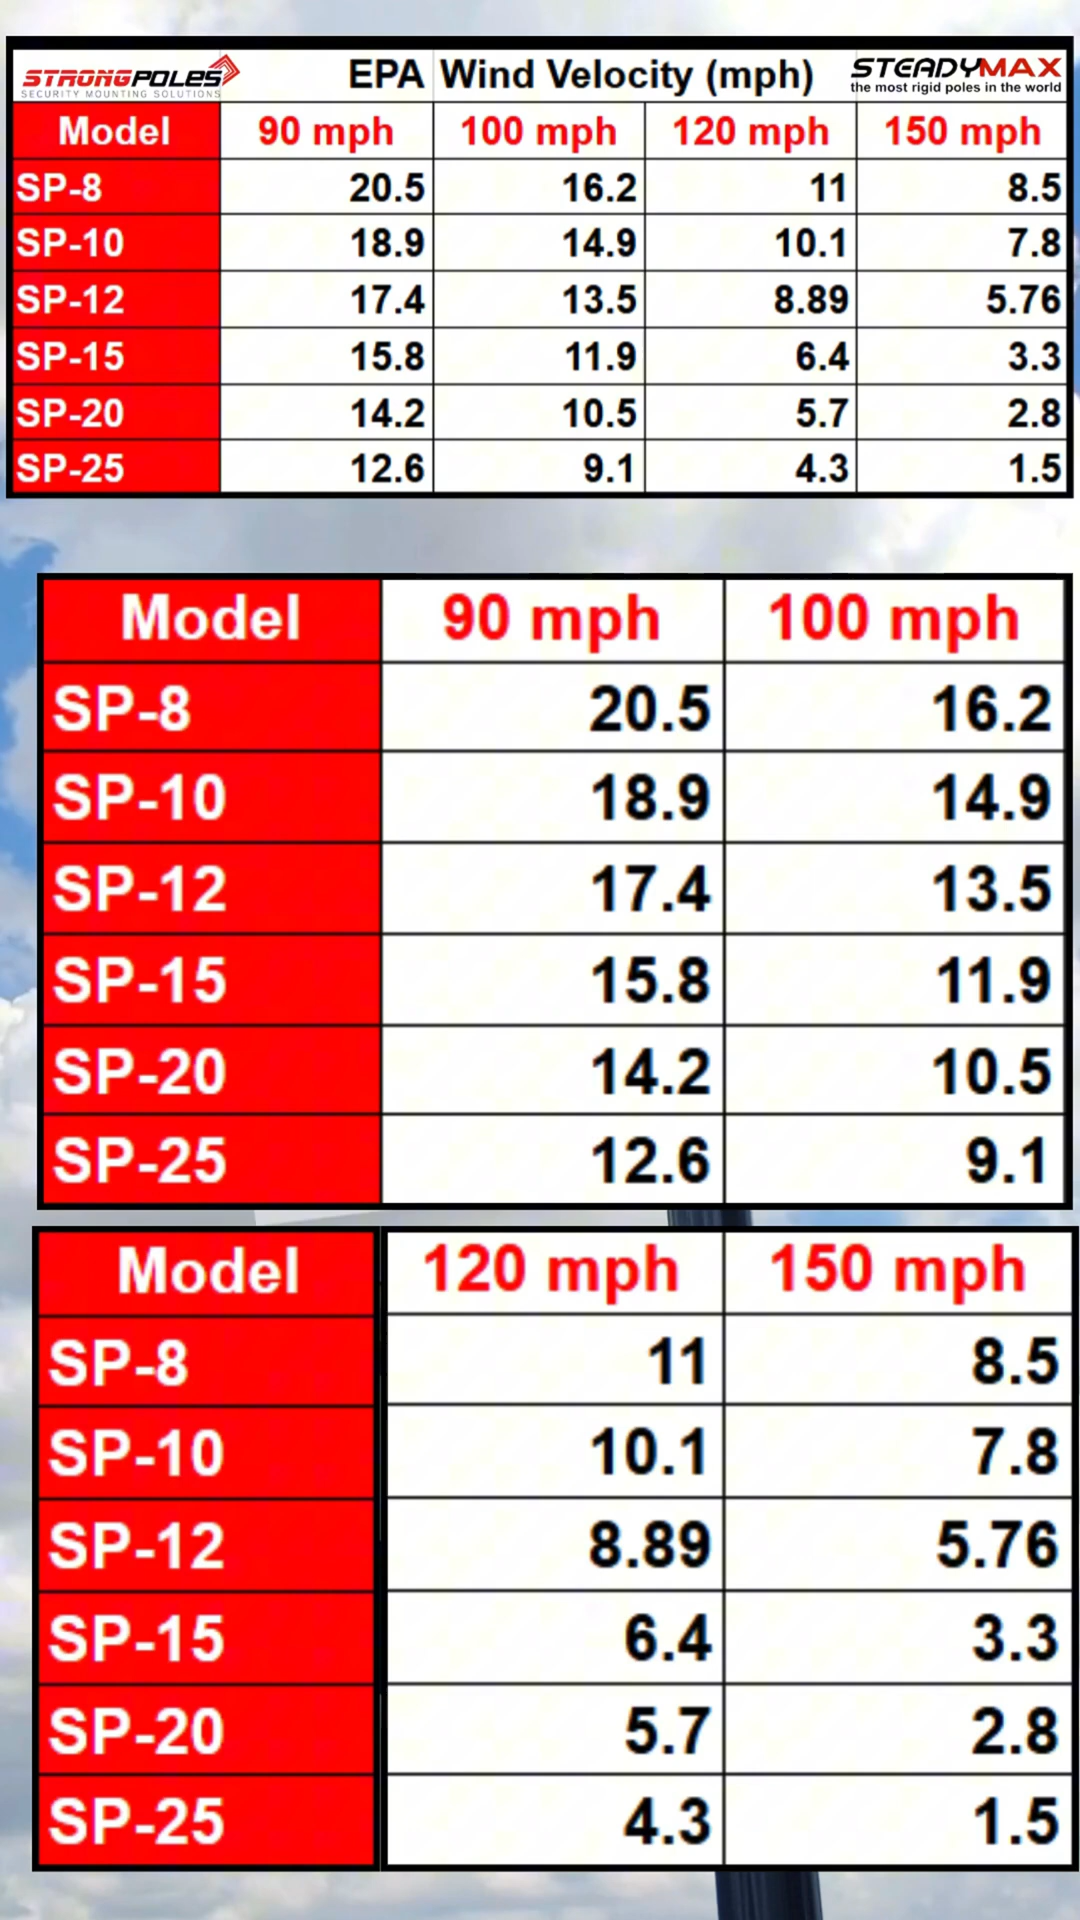 STRONGPOLES EPA Wind Velocity (mph) STEADYMAX
SECURITY MOUNTING SOLUTIONS the most rigid poles in the world
Model 90 mph 100 mph 120 mph 150 mph
SP-8 20.5 16.2 11 8.5
SP-10 18.9 14.9 10.1 7.8
SP-12 17.4 13.5 8.89 5.76
SP-15 15.8 11.9 6.4 3.3
SP-20 14.2 10.5 5.7 2.8
SP-25 12.6 9.1 4.3 1.5
Model 90 mph 100 mph
SP-8 20.5 16.2
SP-10 18.9 14.9
SP-12 17.4 13.5
SP-15 15.8 11.9
SP-20 14.2 10.5
SP-25 12.6 9.1
Model 120 mph 150 mph
SP-8 11 8.5
SP-10 10.1 7.8
SP-12 8.89 5.76
SP-15 6.4 3.3
SP-20 5.7 2.8
SP-25 4.3 1.5